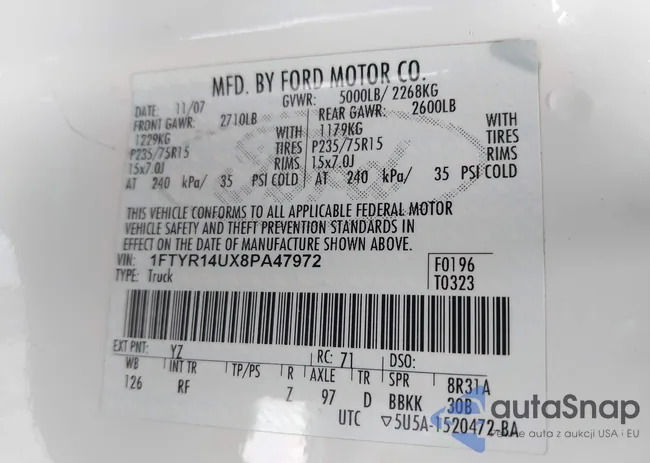 MFD. BY FORD MOTOR CO.
DATE: 11/07 GVWR: 5000LB/ 2268KG
FRONT GAWR: 2710LB REAR GAWR: 2600LB
1229KG WITH 1179KG WITH
P235/75R15 TIRES P235/75R15 TIRES
15x7.0J RIMS 15x7.0J RIMS
AT 240 kPa/ 35 PSI COLD AT 240 kPa/ 35 PSI COLD
THIS VEHICLE CONFORMS TO ALL APPLICABLE FEDERAL MOTOR
VEHICLE SAFETY AND THEFT PREVENTION STANDARDS IN
EFFECT ON THE DATE OF MANUFACTURE SHOWN ABOVE.
VIN: 1FTYR14UX8PA47972 F0196
TYPE: Truck T0323
EXT PNT: YZ RC: 71 DSO:
WB INT TR TP/PS R AXLE TR SPR 8R31A
126 RF Z 97 D BBKK 30B
UTC ▽5U5A-1520472-BA
autaSnap
auta z aukcji USA i EU